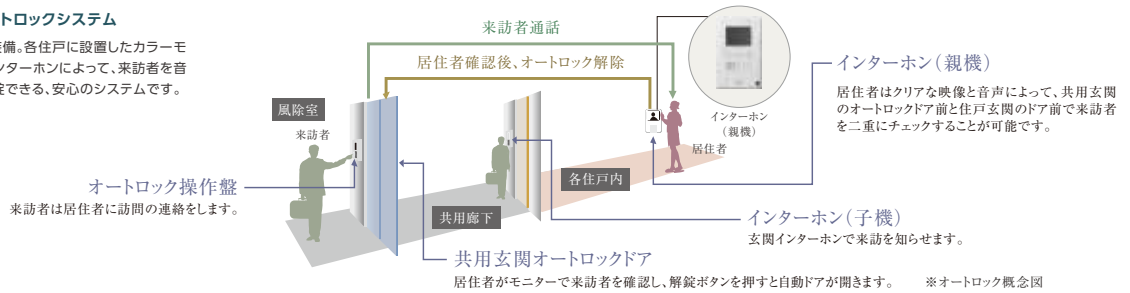 トロックシステム
備。各住戸に設置したカラーモ
ンターホンによって、来訪者を音
錠できる、安心のシステムです。
来訪者通話
居住者確認後、オートロック解除
風除室
来訪者
オートロック操作盤
来訪者は居住者に訪問の連絡をします。
インターホン
(親機)
居住者
インターホン(親機)
居住者はクリアな映像と音声によって、共用玄関
のオートロックドア前と住戸玄関のドア前で来訪者
を二重にチェックすることが可能です。
各住戸内
共用廊下
インターホン(子機)
玄関インターホンで来訪を知らせます。
共用玄関オートロックドア
居住者がモニターで来訪者を確認し、解錠ボタンを押すと自動ドアが開きます。
※オートロック概念図